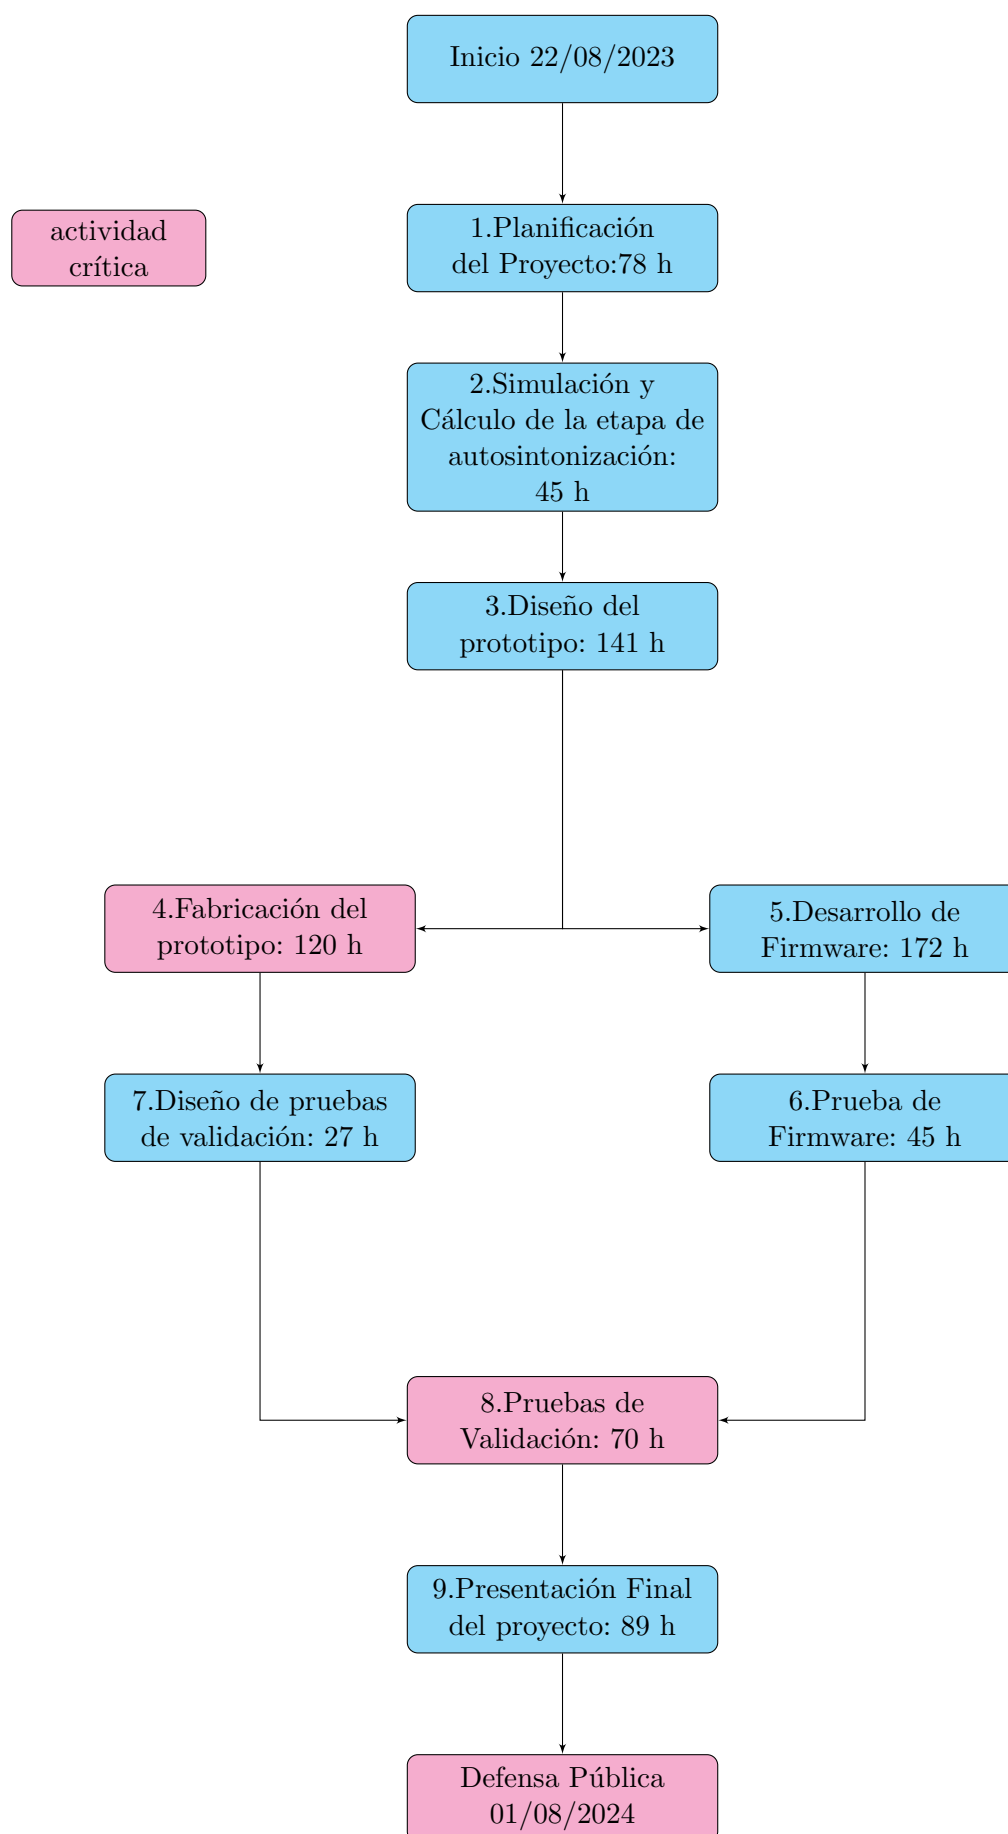 Inicio 22/08/2023
actividad
crítica
1.Planificación
del Proyecto:78 h
2.Simulación y
Cálculo de la etapa de
autosintonización:
45 h
3.Diseño del
prototipo: 141 h
4.Fabricación del
prototipo: 120 h
5.Desarrollo de
Firmware: 172 h
7.Diseño de pruebas
de validación: 27 h
6.Prueba de
Firmware: 45 h
8.Pruebas de
Validación: 70 h
9.Presentación Final
del proyecto: 89 h
Defensa Pública
01/08/2024